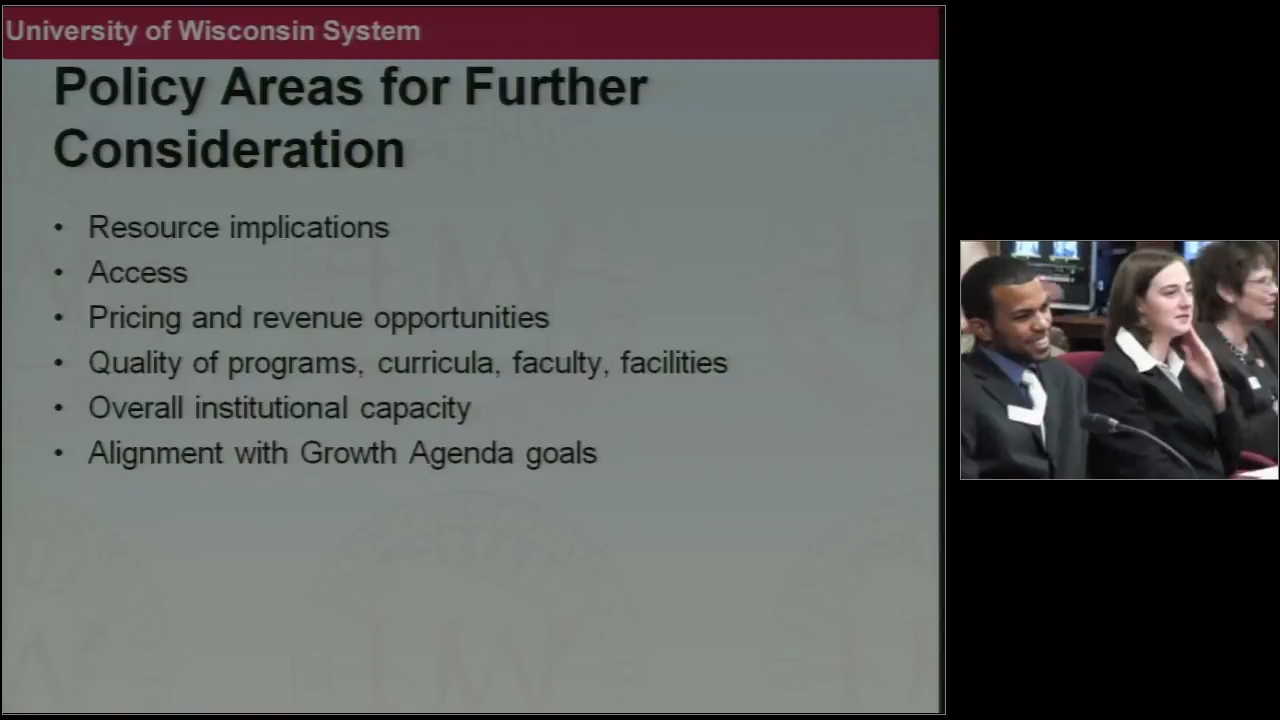 University of Wisconsin System
Policy Areas for Further
Consideration
• Resource implications
• Access
• Pricing and revenue opportunities
• Quality of programs, curricula, faculty, facilities
• Overall institutional capacity
• Alignment with Growth Agenda goals